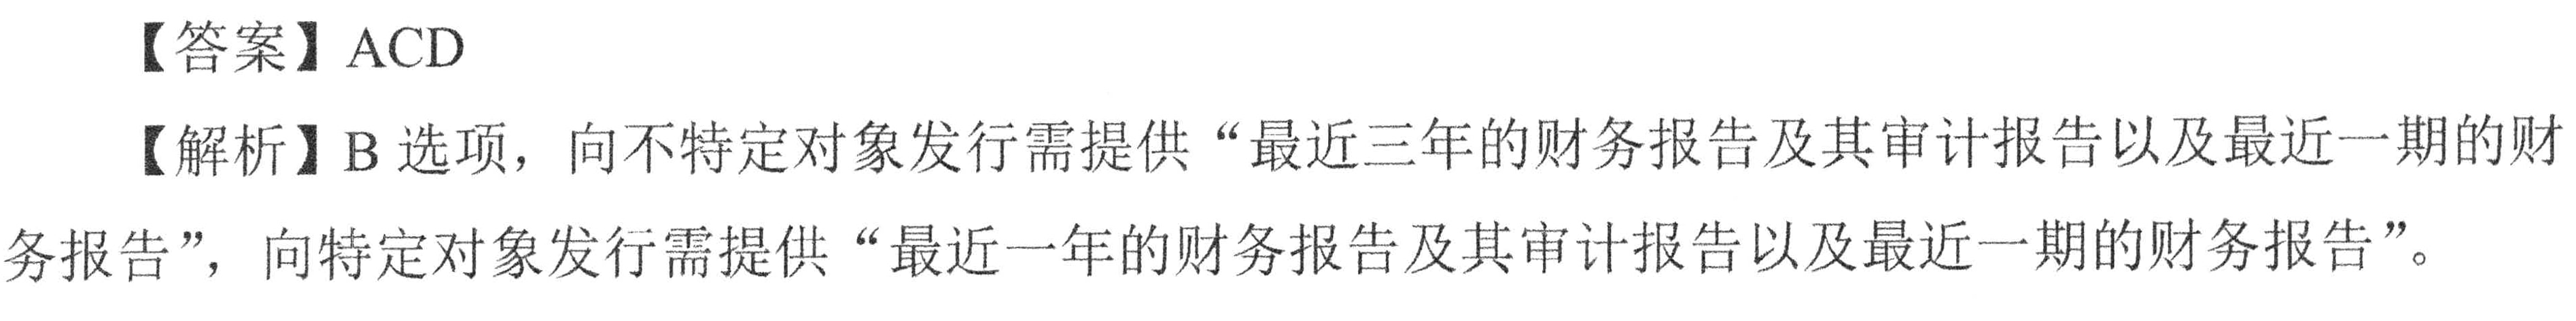 【答案】ACD
【解析】B 选项，向不特定对象发行需提供“最近三年的财务报告及其审计报告以及最近一期的财
务报告”，向特定对象发行需提供“最近一年的财务报告及其审计报告以及最近一期的财务报告”。